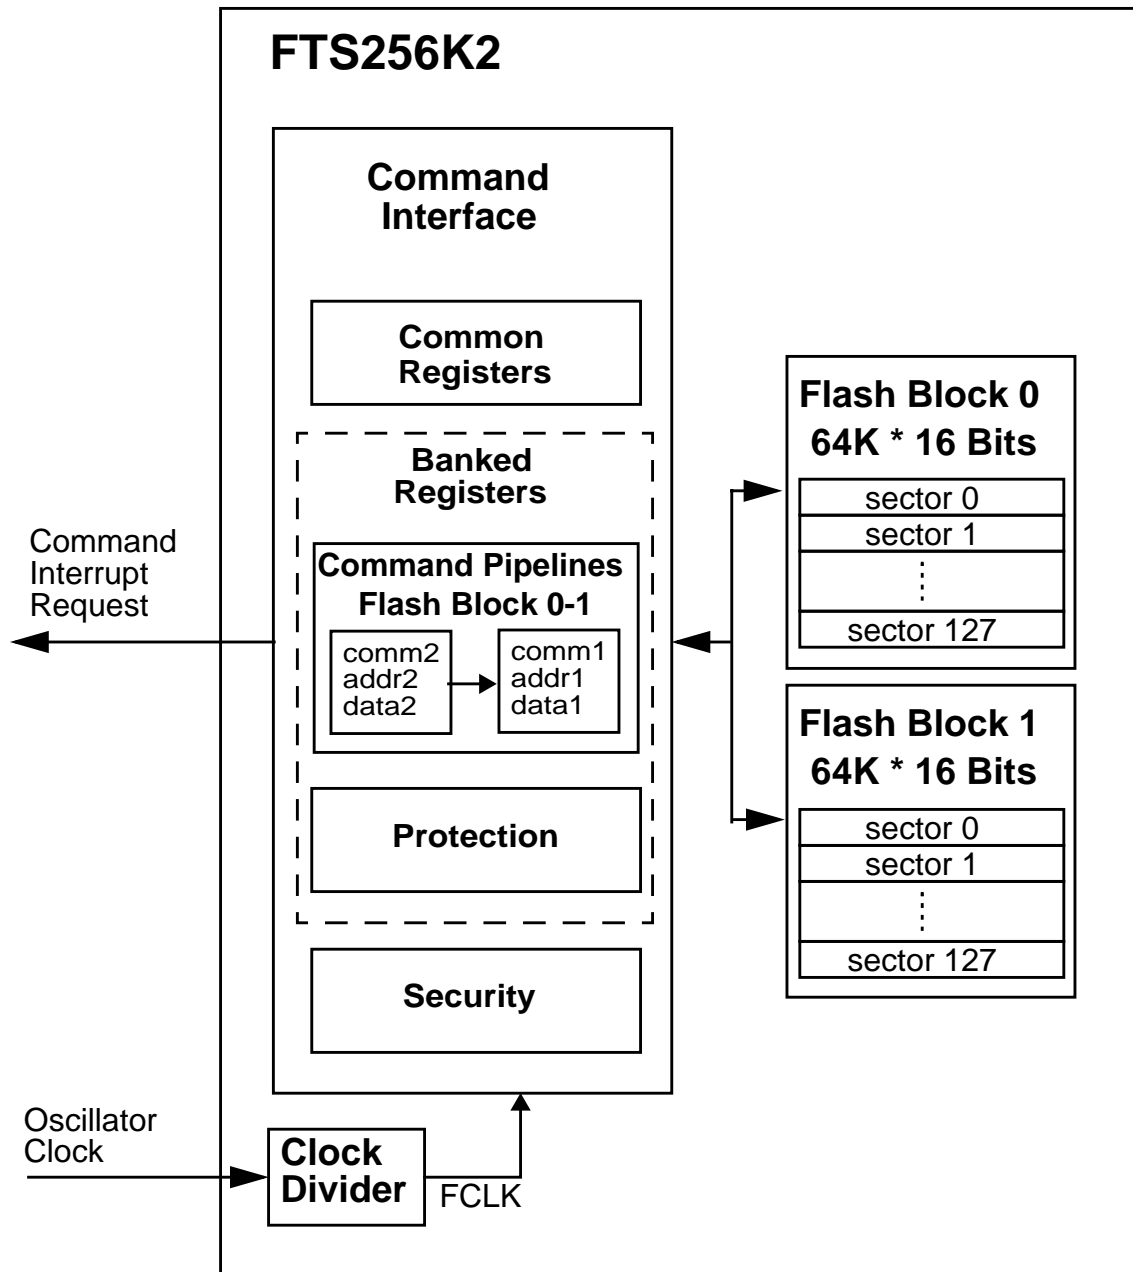 FTS256K2
Command
Interface
Common
Registers
Banked
Registers
Command Pipelines
Flash Block 0-1
comm2
addr2
data2
comm1
addr1
data1
Protection
Security
Command
Interrupt
Request
Oscillator
Clock
Clock
Divider
FCLK
Flash Block 0
64K * 16 Bits
sector 0
sector 1
sector 127
Flash Block 1
64K * 16 Bits
sector 0
sector 1
sector 127